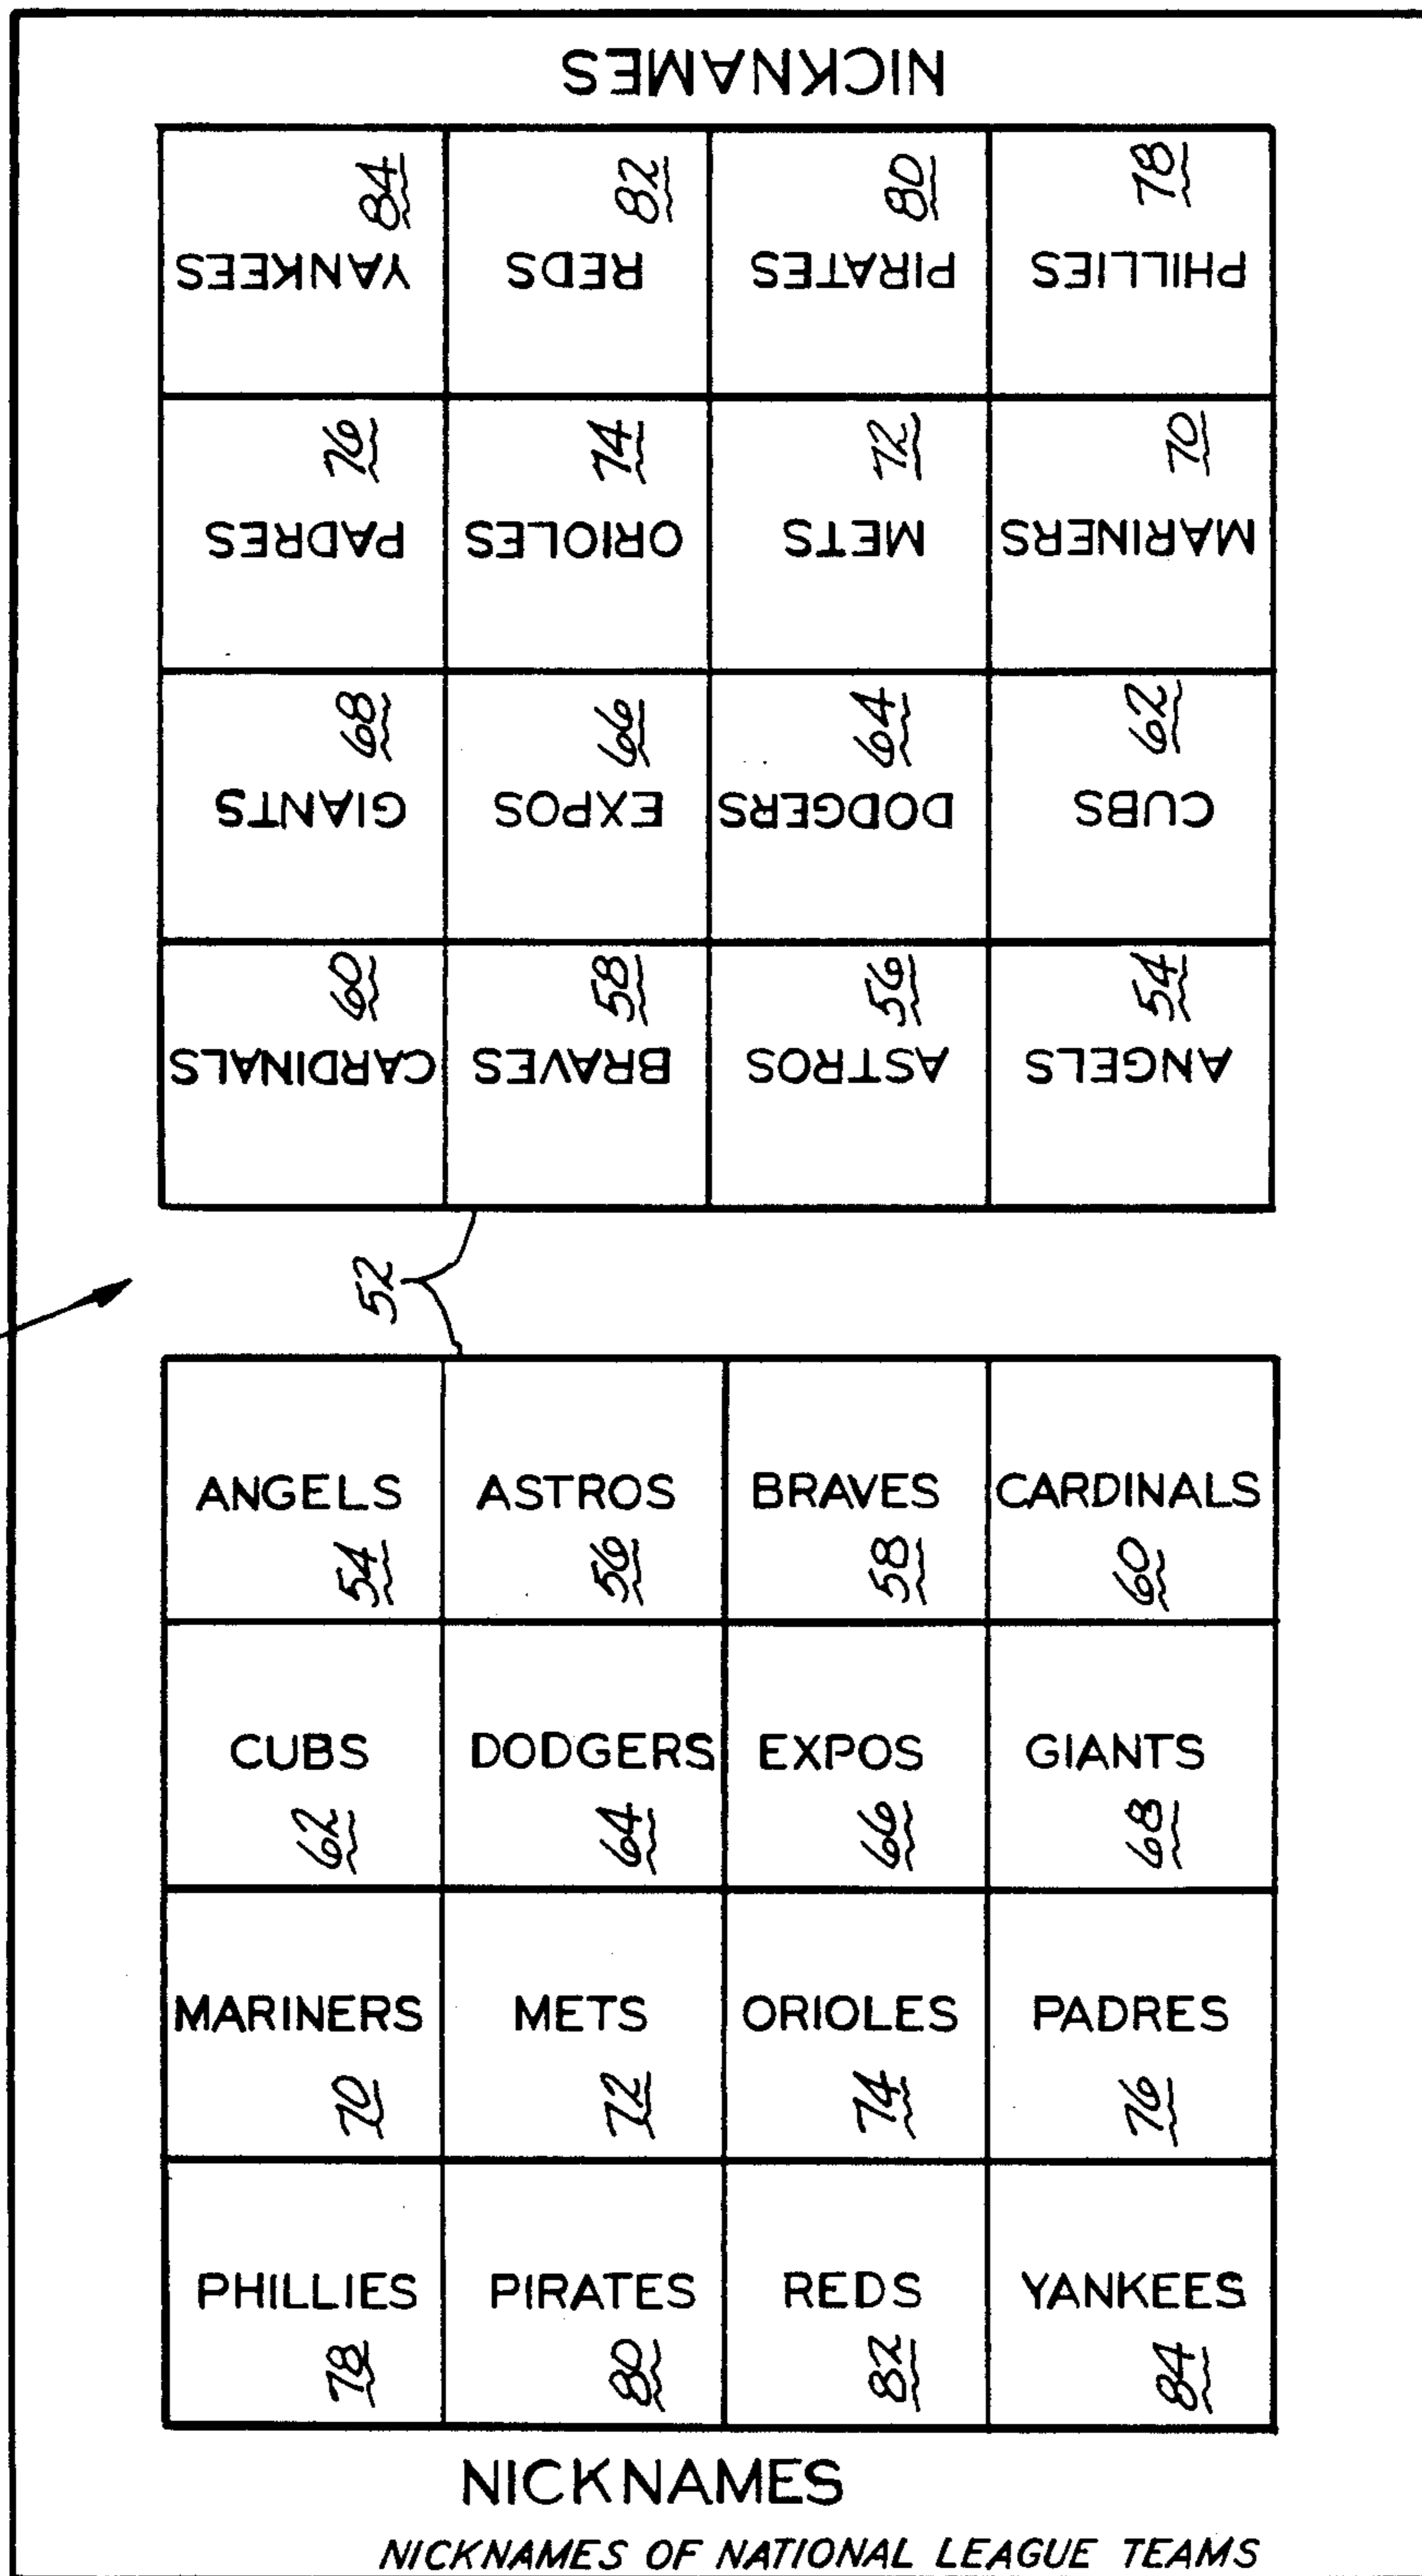 NICKNAMES
YANKEES REDS PIRATES PHILLIES
84 82 80 78
PADRES ORIOLES METS MARINERS
76 74 72 70
GIANTS EXPOS DODGERS CUBS
68 66 64 62
CARDINALS BRAVES ASTROS ANGELS
60 58 56 54
52
ANGELS ASTROS BRAVES CARDINALS
54 56 58 60
CUBS DODGERS EXPOS GIANTS
62 64 66 68
MARINERS METS ORIOLES PADRES
70 72 74 76
PHILLIES PIRATES REDS YANKEES
78 80 82 84
NICKNAMES
NICKNAMES OF NATIONAL LEAGUE TEAMS